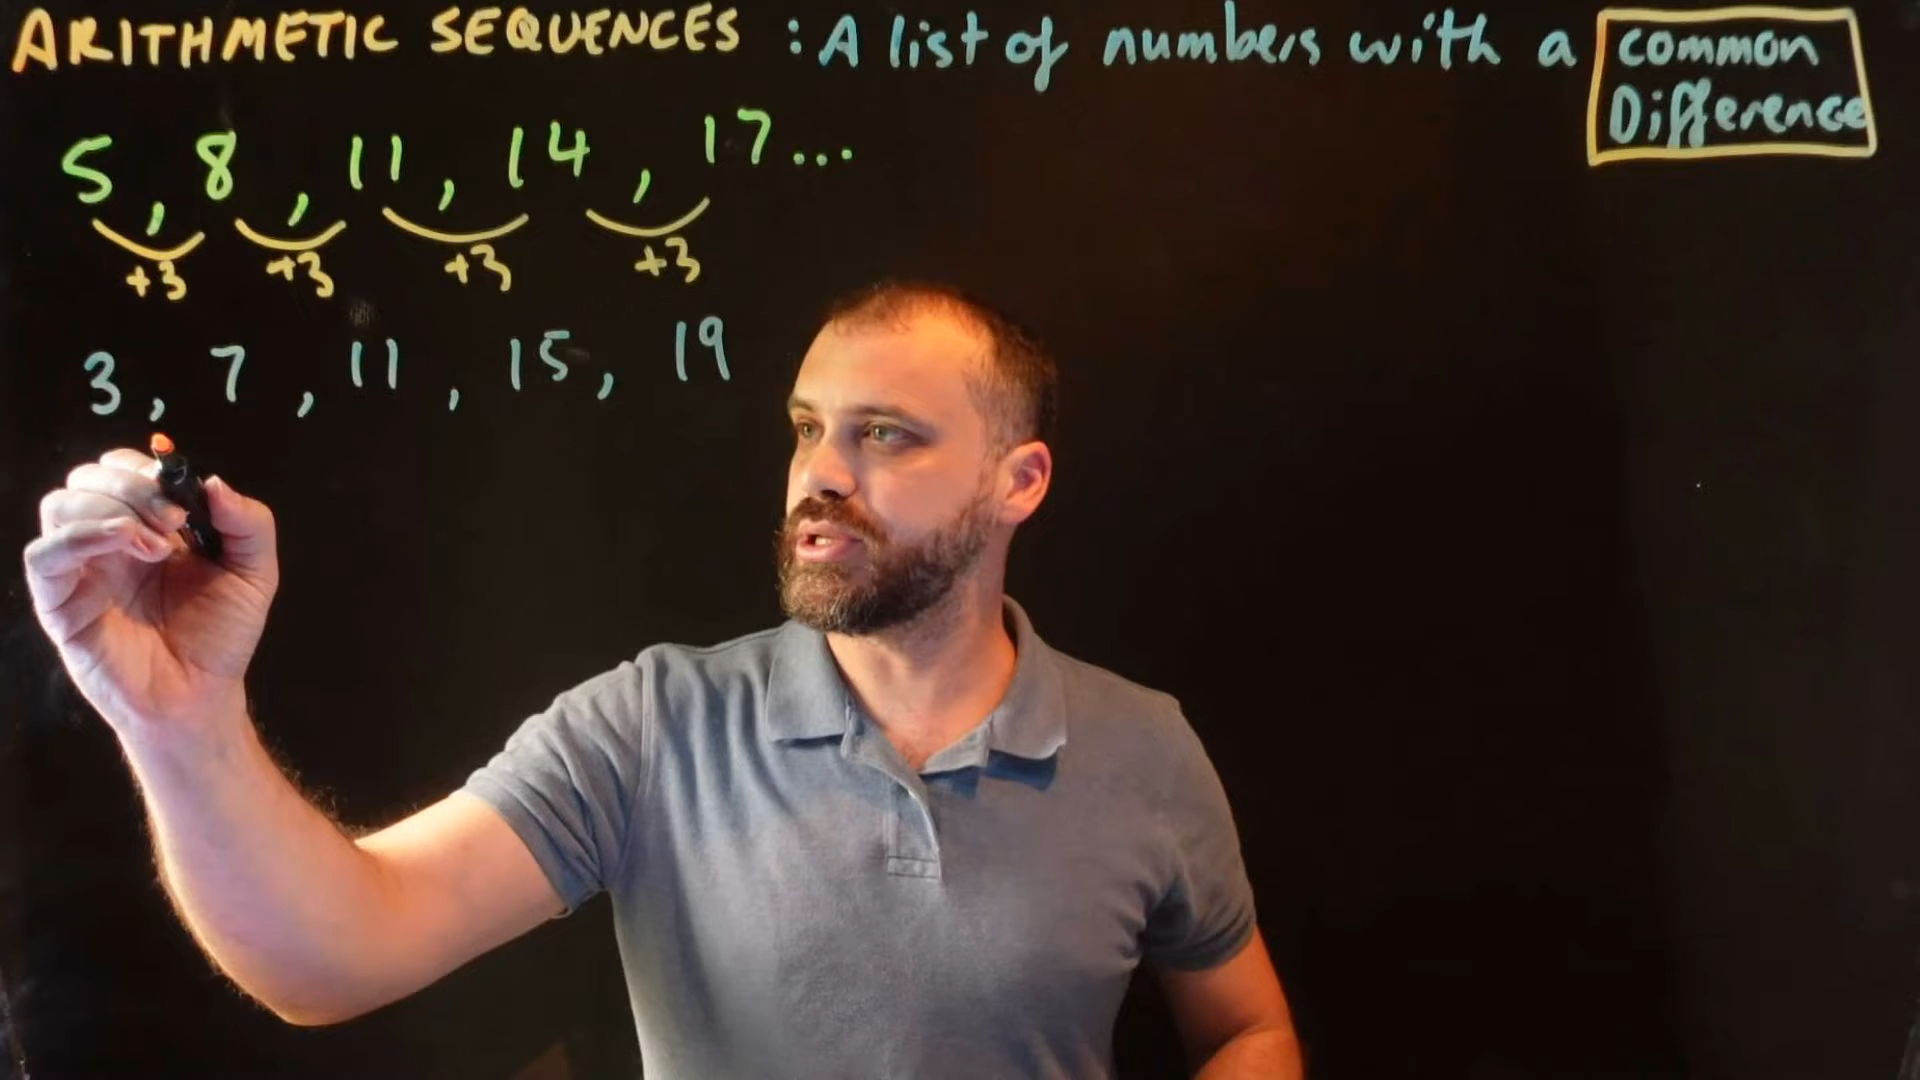 ARITHMETIC SEQUENCES : A list of numbers with a common
Difference
5, 8, 11, 14, 17...
+3 +3 +3 +3
3, 7, 11, 15, 19